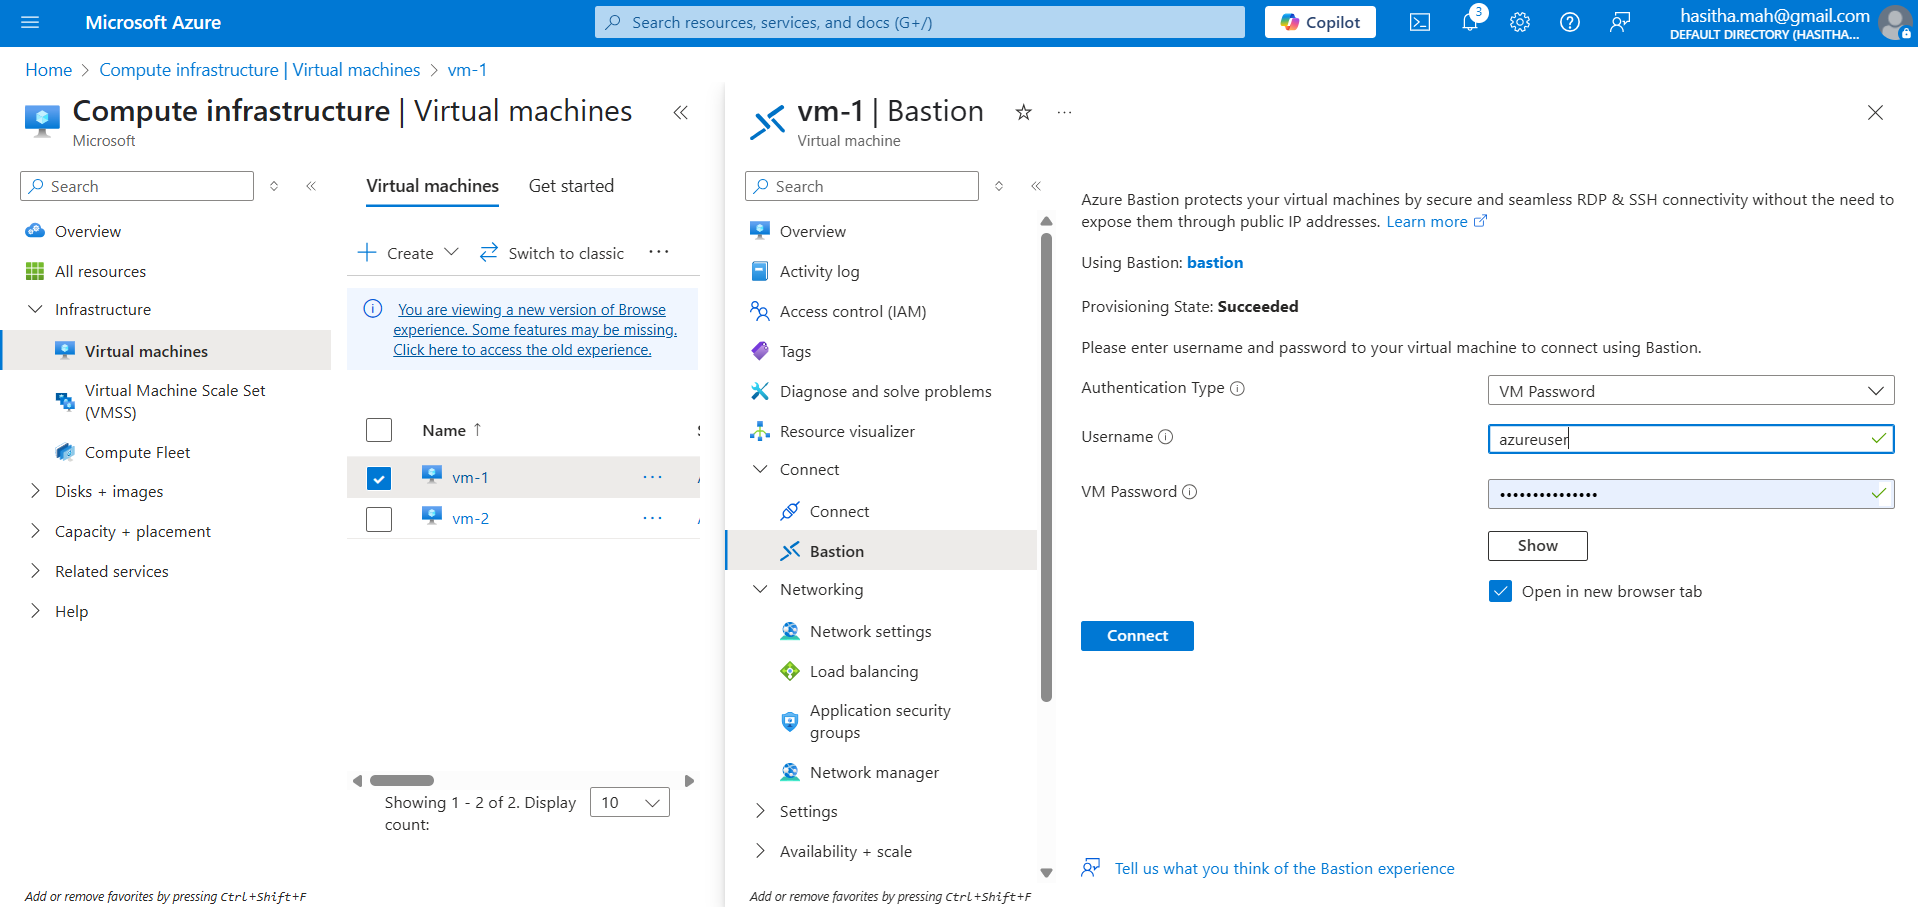 Microsoft Azure
Search resources, services, and docs (G+/)
Copilot
3
hasitha.mah@gmail.com
DEFAULT DIRECTORY (HASITHA...
Home > Compute infrastructure | Virtual machines > vm-1
Compute infrastructure | Virtual machines
Microsoft
Search
Overview
All resources
Infrastructure
Virtual machines
Virtual Machine Scale Set
(VMSS)
Compute Fleet
Disks + images
Capacity + placement
Related services
Help
Add or remove favorites by pressing Ctrl+Shift+F
Virtual machines
Get started
Create
Switch to classic
You are viewing a new version of Browse
experience. Some features may be missing.
Click here to access the old experience.
Name ↑
vm-1
vm-2
Showing 1 - 2 of 2. Display
count:
10
vm-1 | Bastion
Virtual machine
Search
Overview
Activity log
Access control (IAM)
Tags
Diagnose and solve problems
Resource visualizer
Connect
Connect
Bastion
Networking
Network settings
Load balancing
Application security
groups
Network manager
Settings
Availability + scale
Add or remove favorites by pressing Ctrl+Shift+F
Azure Bastion protects your virtual machines by secure and seamless RDP & SSH connectivity without the need to
expose them through public IP addresses. Learn more
Using Bastion: bastion
Provisioning State: Succeeded
Please enter username and password to your virtual machine to connect using Bastion.
Authentication Type
VM Password
Username
azureuser
VM Password
•••••••••••••••
Show
Open in new browser tab
Connect
Tell us what you think of the Bastion experience